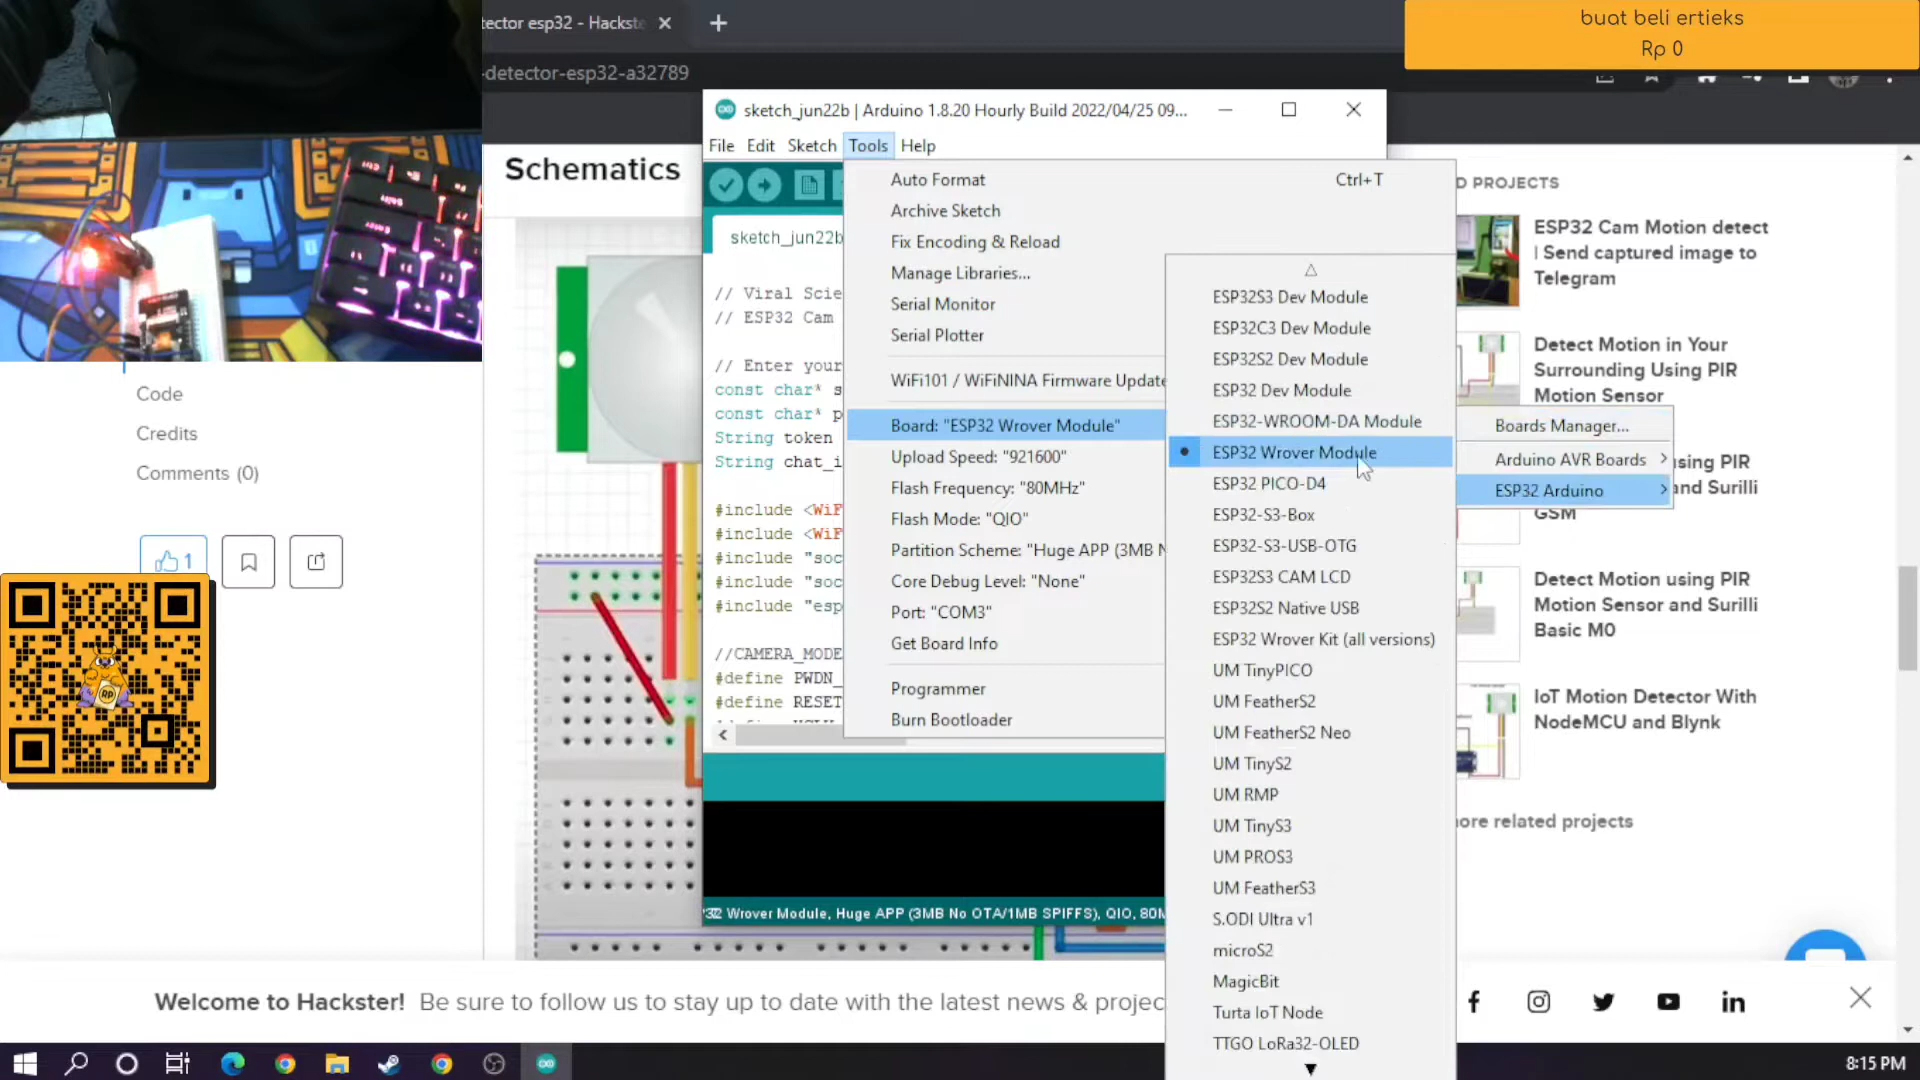 tector esp32 - Hackste
buat beli ertieks
Rp 0
-detector-esp32-a32789
sketch_jun22b | Arduino 1.8.20 Hourly Build 2022/04/25 09...
File Edit Sketch Tools Help
Schematics
sketch_jun22b
// Viral Scie
// ESP32 Cam
// Enter your
const char* s
const char* p
String token
String chat_i
#include <WiF
#include <WiF
#include "soc
#include "soc
#include "esp
//CAMERA_MODE
#define PWDN_
#define RESET
Auto Format Ctrl+T
Archive Sketch
Fix Encoding & Reload
Manage Libraries...
Serial Monitor
Serial Plotter
WiFi101 / WiFiNINA Firmware Update
Board: "ESP32 Wrover Module"
Upload Speed: "921600"
Flash Frequency: "80MHz"
Flash Mode: "QIO"
Partition Scheme: "Huge APP (3MB N
Core Debug Level: "None"
Port: "COM3"
Get Board Info
Programmer
Burn Bootloader
ESP32S3 Dev Module
ESP32C3 Dev Module
ESP32S2 Dev Module
ESP32 Dev Module
ESP32-WROOM-DA Module
ESP32 Wrover Module
ESP32 PICO-D4
ESP32-S3-Box
ESP32-S3-USB-OTG
ESP32S3 CAM LCD
ESP32S2 Native USB
ESP32 Wrover Kit (all versions)
UM TinyPICO
UM FeatherS2
UM FeatherS2 Neo
UM TinyS2
UM RMP
UM TinyS3
UM PROS3
UM FeatherS3
S.ODI Ultra v1
microS2
MagicBit
Turta IoT Node
TTGO LoRa32-OLED
Boards Manager...
Arduino AVR Boards
ESP32 Arduino
D PROJECTS
ESP32 Cam Motion detect
| Send captured image to
Telegram
Detect Motion in Your
Surrounding Using PIR
Motion Sensor
sing PIR
nd Surilli
GSM
Detect Motion using PIR
Motion Sensor and Surilli
Basic M0
IoT Motion Detector With
NodeMCU and Blynk
ore related projects
Code
Credits
Comments (0)
1
RP
Wrover Module, Huge APP (3MB No OTA/1MB SPIFFS), QIO, 80M
Welcome to Hackster! Be sure to follow us to stay up to date with the latest news & projec
8:15 PM